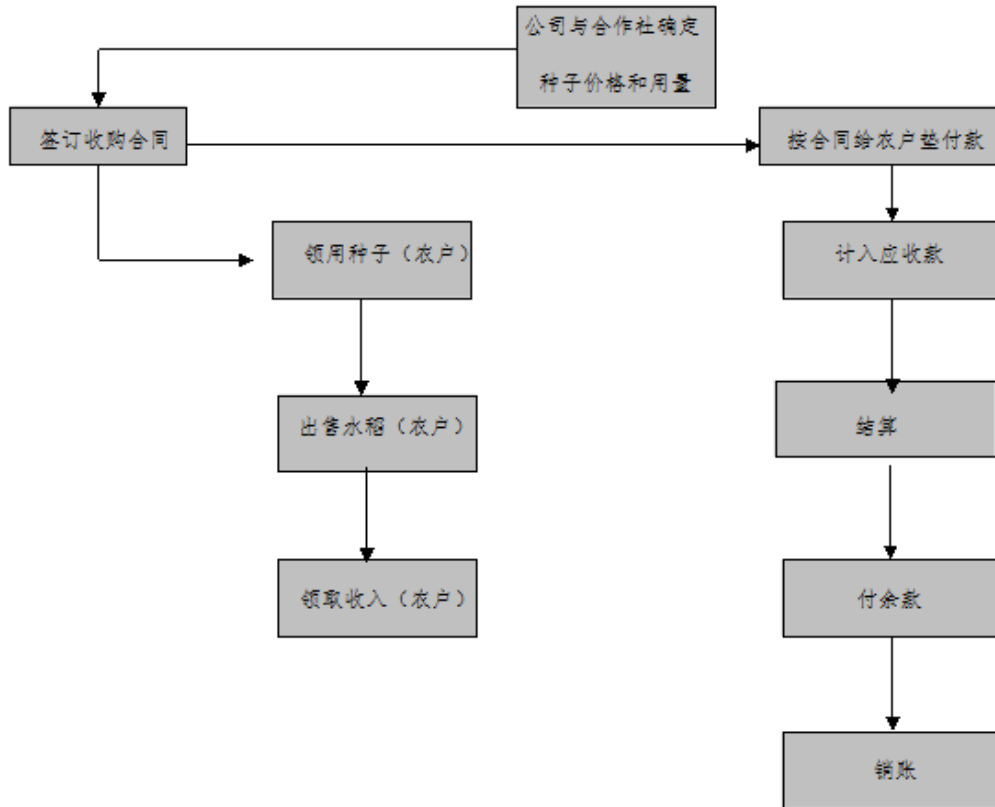 公司与合作社确定
种子价格和用量
签订收购合同
按合同给农户垫付款
领用种子（农户）
计入应收款
出售水稻（农户）
结算
领取收入（农户）
付余款
销账